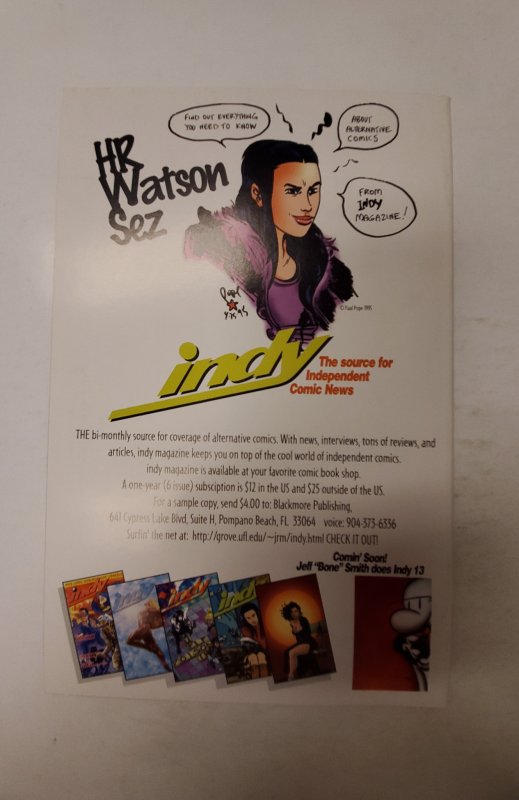 HR
Watson
Sez
FIND OUT EVERYTHING
YOU NEED TO KNOW
ABOUT
ALTERNATIVE
COMICS
FROM
INDY
MAGAZINE!
© Paul Pope 1995
indy
The source for
Independent
Comic News
THE bi-monthly source for coverage of alternative comics. With news, interviews, tons of reviews, and
articles, indy magazine keeps you on top of the cool world of independent comics.
indy magazine is available at your favorite comic book shop.
A one-year (6 issue) subsciption is $12 in the US and $25 outside of the US.
For a sample copy, send $4.00 to: Blackmore Publishing,
641 Cypress Lake Blvd, Suite H, Pompano Beach, FL 33064 voice: 904-373-6336
Surfin' the net at: http://grove.ufl.edu/~jrm/indy.html CHECK IT OUT!
Comin' Soon!
Jeff "Bone" Smith does Indy 13
indy
indy
indy
indy